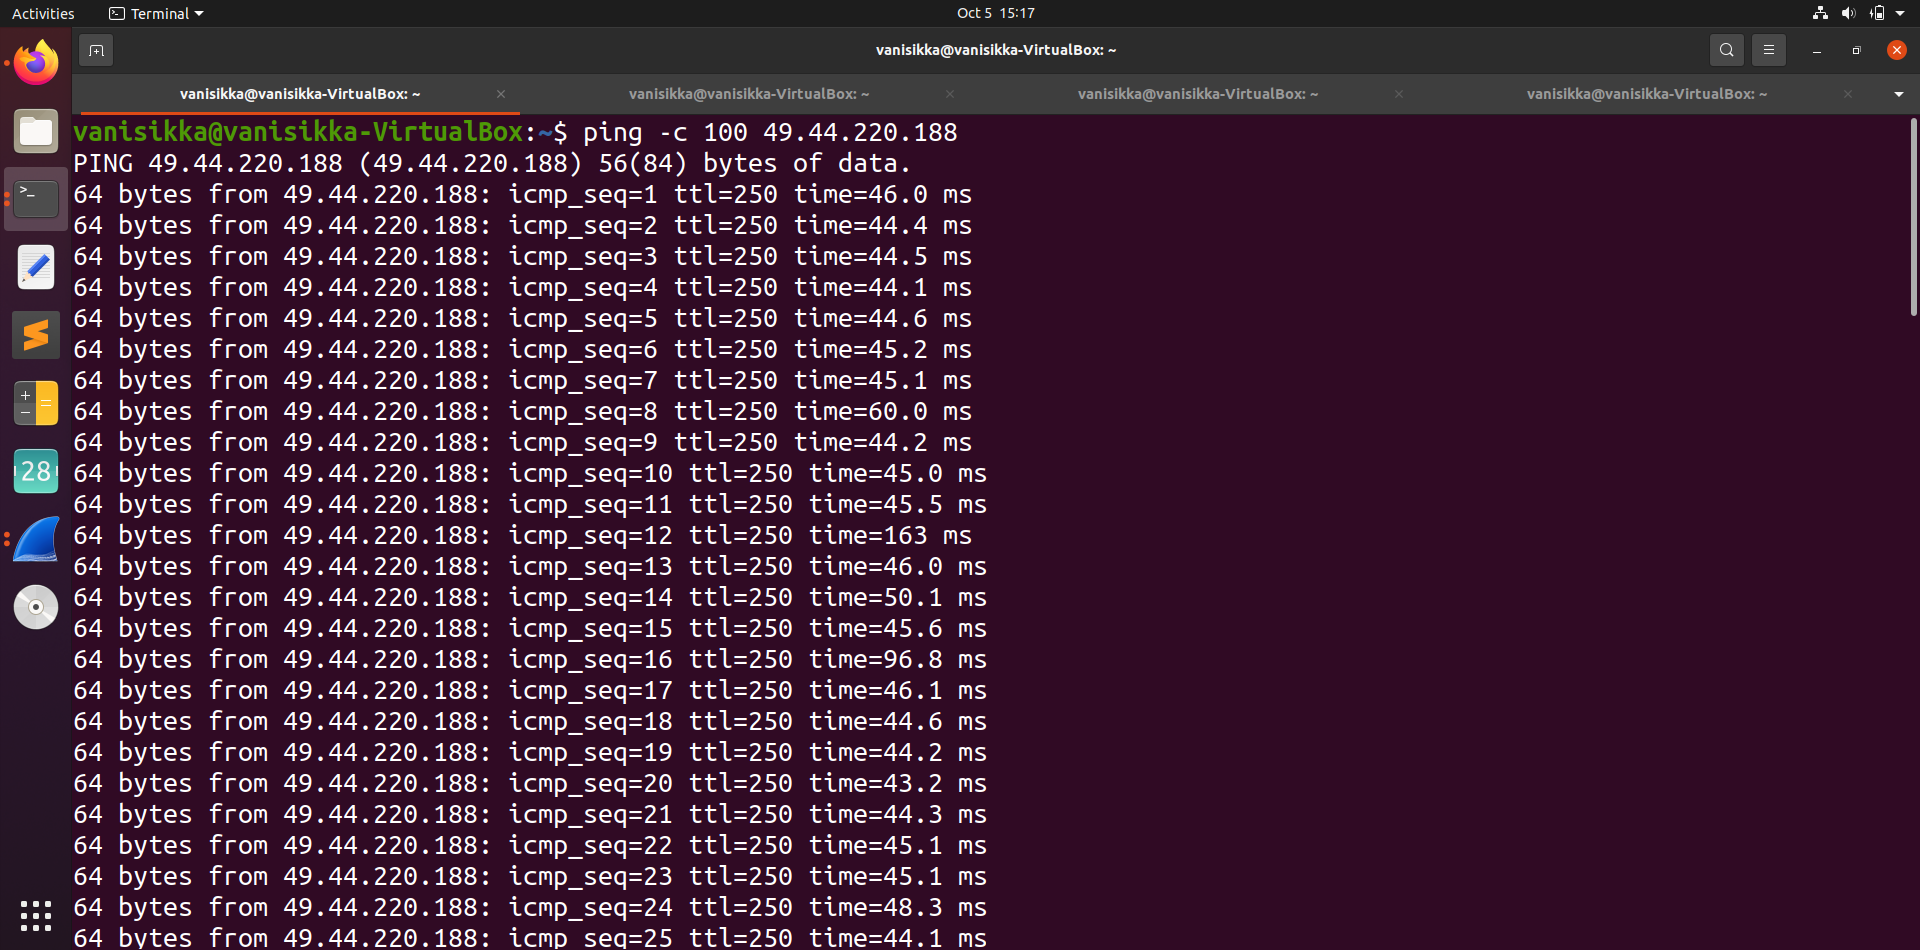 Activities
Terminal
Oct 5 15:17
vanisikka@vanisikka-VirtualBox: ~
vanisikka@vanisikka-VirtualBox: ~
vanisikka@vanisikka-VirtualBox: ~
vanisikka@vanisikka-VirtualBox: ~
vanisikka@vanisikka-VirtualBox: ~
vanisikka@vanisikka-VirtualBox:~$ ping -c 100 49.44.220.188
PING 49.44.220.188 (49.44.220.188) 56(84) bytes of data.
64 bytes from 49.44.220.188: icmp_seq=1 ttl=250 time=46.0 ms
64 bytes from 49.44.220.188: icmp_seq=2 ttl=250 time=44.4 ms
64 bytes from 49.44.220.188: icmp_seq=3 ttl=250 time=44.5 ms
64 bytes from 49.44.220.188: icmp_seq=4 ttl=250 time=44.1 ms
64 bytes from 49.44.220.188: icmp_seq=5 ttl=250 time=44.6 ms
64 bytes from 49.44.220.188: icmp_seq=6 ttl=250 time=45.2 ms
64 bytes from 49.44.220.188: icmp_seq=7 ttl=250 time=45.1 ms
64 bytes from 49.44.220.188: icmp_seq=8 ttl=250 time=60.0 ms
64 bytes from 49.44.220.188: icmp_seq=9 ttl=250 time=44.2 ms
64 bytes from 49.44.220.188: icmp_seq=10 ttl=250 time=45.0 ms
64 bytes from 49.44.220.188: icmp_seq=11 ttl=250 time=45.5 ms
64 bytes from 49.44.220.188: icmp_seq=12 ttl=250 time=163 ms
64 bytes from 49.44.220.188: icmp_seq=13 ttl=250 time=46.0 ms
64 bytes from 49.44.220.188: icmp_seq=14 ttl=250 time=50.1 ms
64 bytes from 49.44.220.188: icmp_seq=15 ttl=250 time=45.6 ms
64 bytes from 49.44.220.188: icmp_seq=16 ttl=250 time=96.8 ms
64 bytes from 49.44.220.188: icmp_seq=17 ttl=250 time=46.1 ms
64 bytes from 49.44.220.188: icmp_seq=18 ttl=250 time=44.6 ms
64 bytes from 49.44.220.188: icmp_seq=19 ttl=250 time=44.2 ms
64 bytes from 49.44.220.188: icmp_seq=20 ttl=250 time=43.2 ms
64 bytes from 49.44.220.188: icmp_seq=21 ttl=250 time=44.3 ms
64 bytes from 49.44.220.188: icmp_seq=22 ttl=250 time=45.1 ms
64 bytes from 49.44.220.188: icmp_seq=23 ttl=250 time=45.1 ms
64 bytes from 49.44.220.188: icmp_seq=24 ttl=250 time=48.3 ms
64 bytes from 49.44.220.188: icmp_seq=25 ttl=250 time=44.1 ms
28